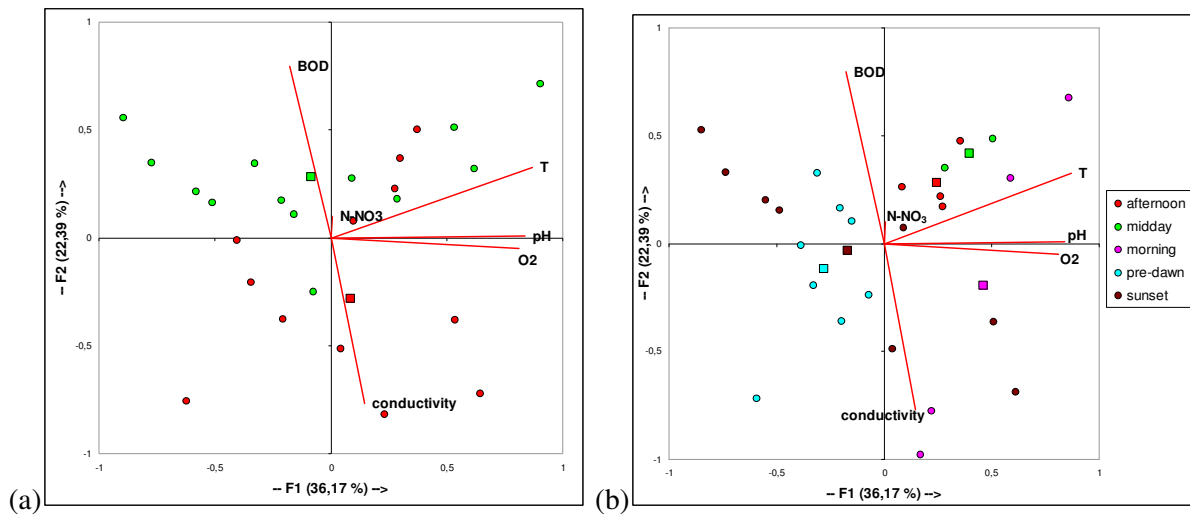 (a)
-- F2 (22,39 %) -->
1
0,5
0
-0,5
-1
-1
-0,5
0
0,5
1
-- F1 (36,17 %) -->
BOD
T
N-NO3
pH
O2
conductivity
(b)
-- F2 (22,39 %) -->
1
0,5
0
-0,5
-1
-1
-0,5
0
0,5
1
-- F1 (36,17 %) -->
BOD
T
N-NO₃
pH
O2
conductivity
afternoon
midday
morning
pre-dawn
sunset